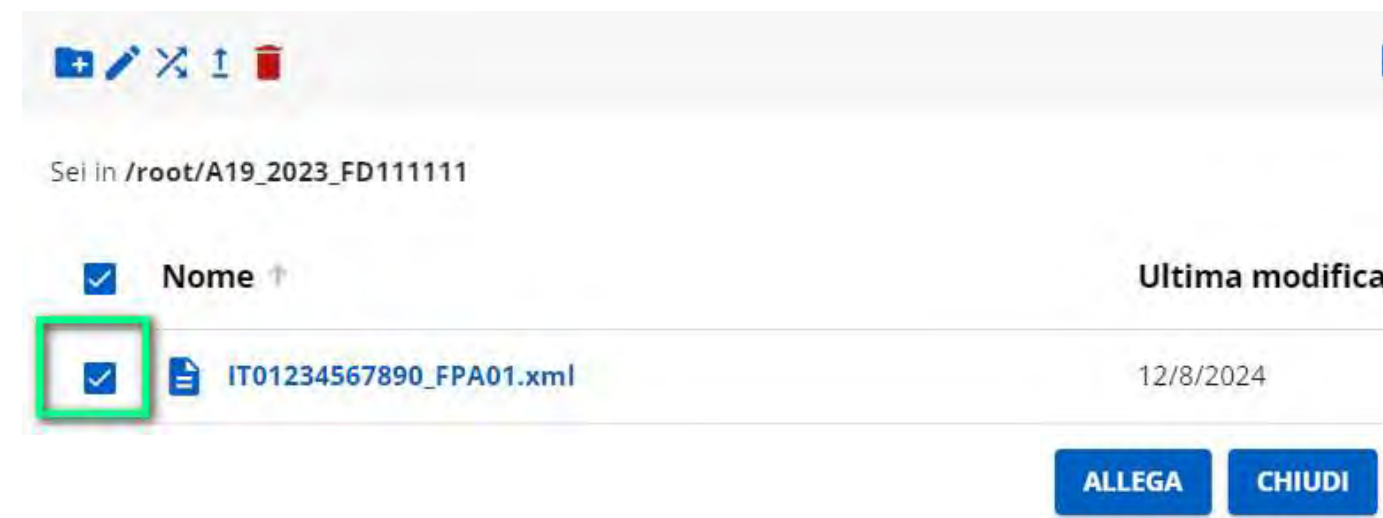 Sei in /root/A19_2023_FD111111
Nome Ultima modifica
IT01234567890_FPA01.xml 12/8/2024
ALLEGA CHIUDI